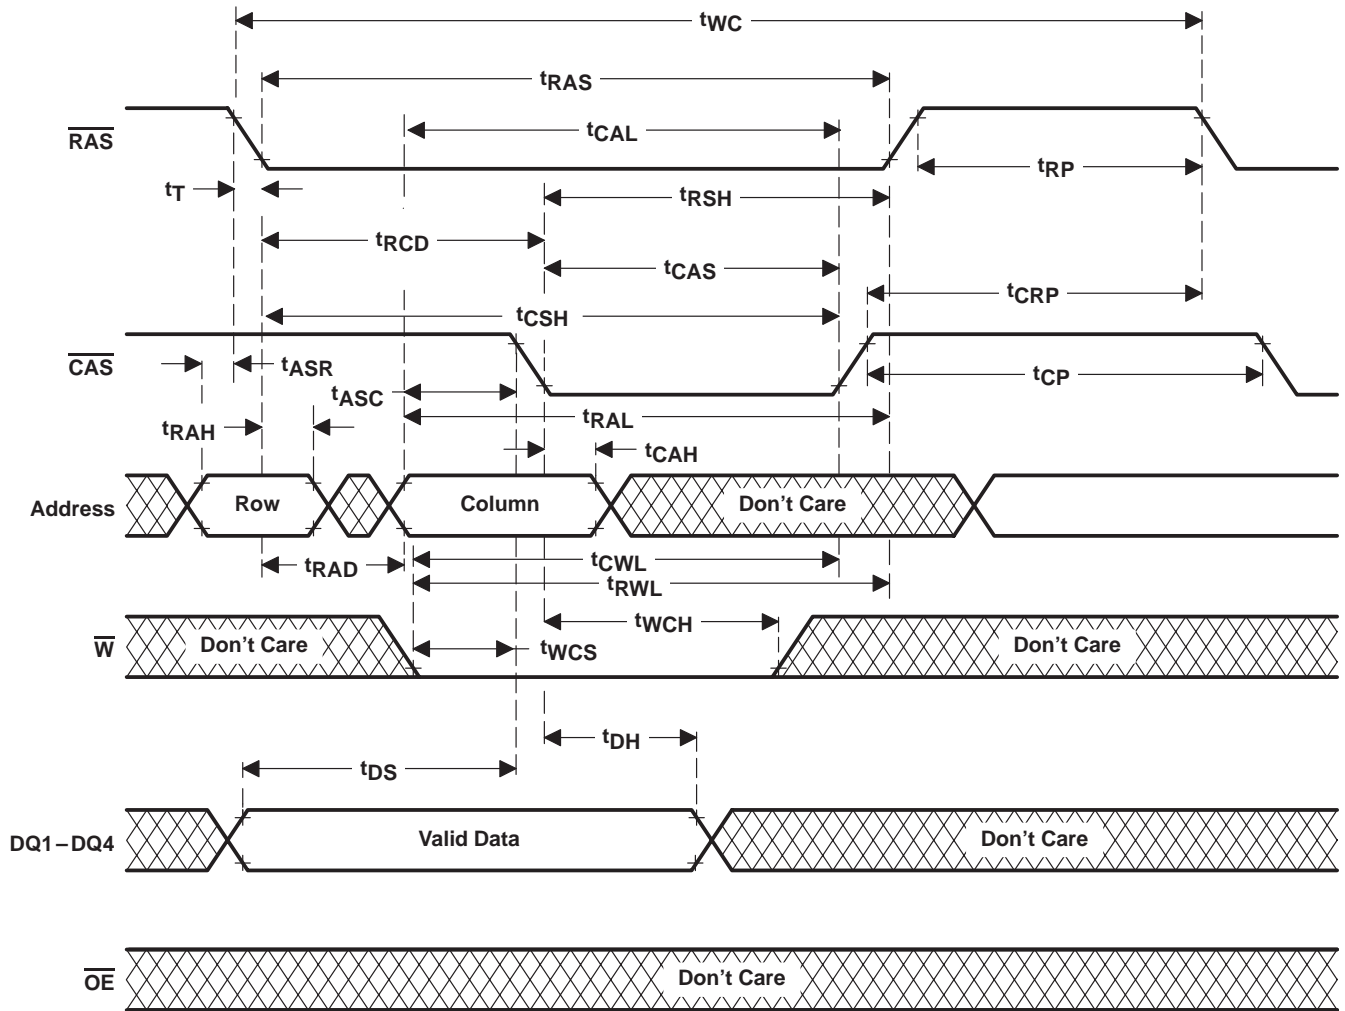 tWC
tRAS
tCAL
RAS
tRP
tT
tRSH
tRCD
tCAS
tCRP
tCSH
CAS
tASR
tCP
tASC
tRAL
tRAH
tCAH
Address
Row
Column
Don't Care
tCWL
tRAD
tRWL
tWCH
W
Don't Care
tWCS
Don't Care
tDH
tDS
DQ1–DQ4
Valid Data
Don't Care
OE
Don't Care